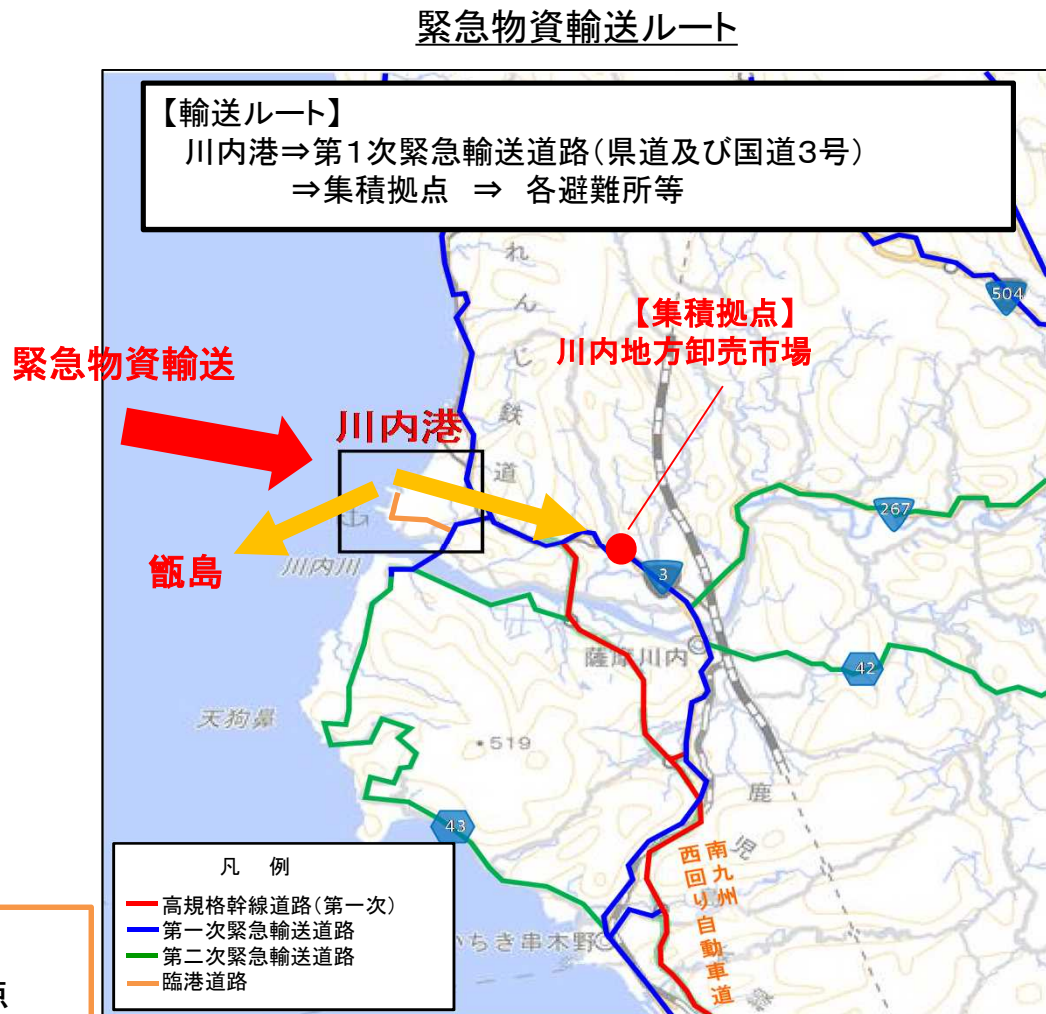 緊急物資輸送ルート
【輸送ルート】
川内港⇒第1次緊急輸送道路(県道及び国道3号)
⇒集積拠点 ⇒ 各避難所等
れんじ鉄道
504
【集積拠点】
川内地方卸売市場
緊急物資輸送
川内港
267
甑島
川内川
3
薩摩川内
42
天狗鼻
・519
43
鹿児
南九州
西回り自動車道
いちき串木野
凡 例
高規格幹線道路(第一次)
第一次緊急輸送道路
第二次緊急輸送道路
臨港道路